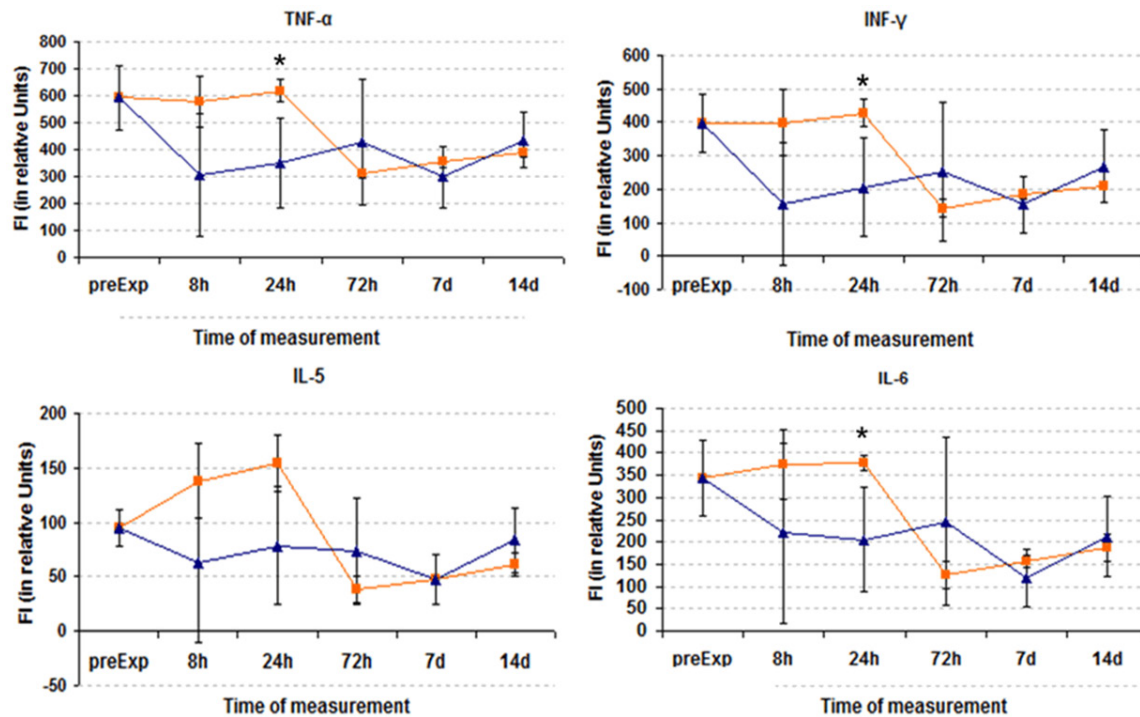 TNF-α
*
FI (in relative Units)
800
700
600
500
400
300
200
100
0
preExp 8h 24h 72h 7d 14d
Time of measurement
INF-γ
*
FI (in relative Units)
600
500
400
300
200
100
0
-100
preExp 8h 24h 72h 7d 14d
Time of measurement
IL-5
FI (in relative Units)
200
150
100
50
0
-50
preExp 8h 24h 72h 7d 14d
Time of measurement
IL-6
*
FI (in relative Units)
500
450
400
350
300
250
200
150
100
50
0
preExp 8h 24h 72h 7d 14d
Time of measurement